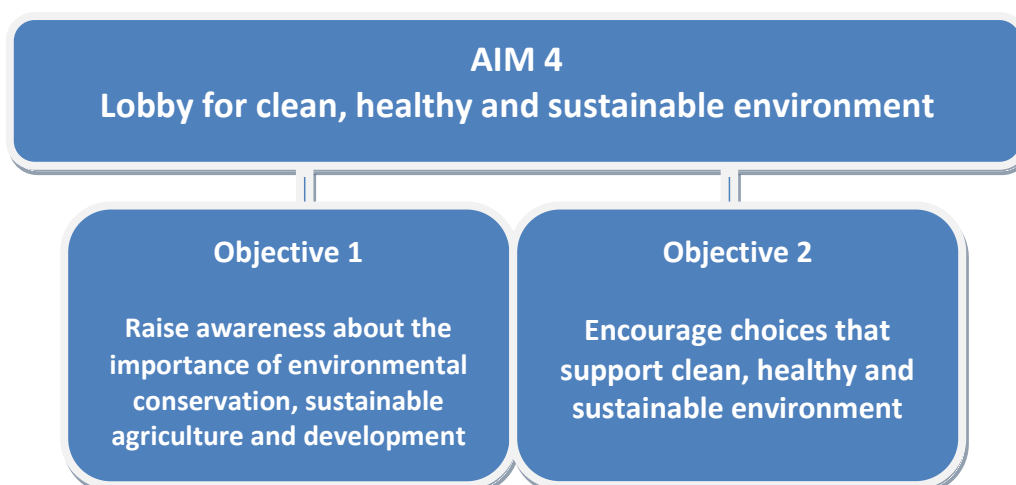 AIM 4
Lobby for clean, healthy and sustainable environment
Objective 1
Raise awareness about the
importance of environmental
conservation, sustainable
agriculture and development
Objective 2
Encourage choices that
support clean, healthy and
sustainable environment